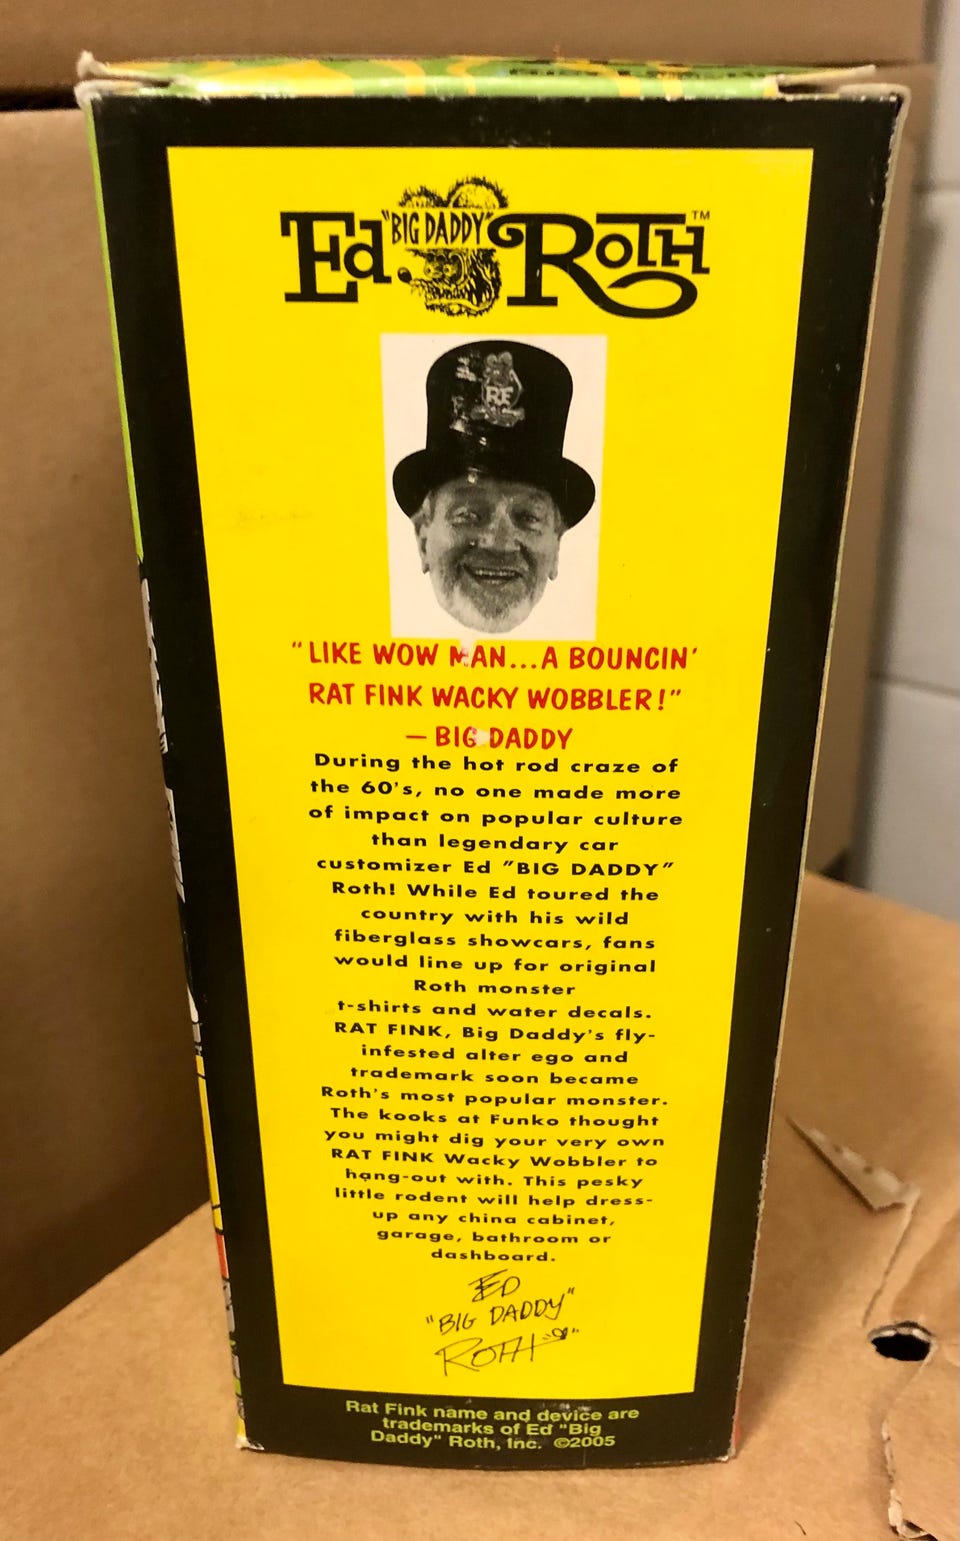 Ed "BIG DADDY" Roth™
RF
"LIKE WOW MAN...A BOUNCIN'
RAT FINK WACKY WOBBLER!"
— BIG DADDY
During the hot rod craze of
the 60's, no one made more
of impact on popular culture
than legendary car
customizer Ed "BIG DADDY"
Roth! While Ed toured the
country with his wild
fiberglass showcars, fans
would line up for original
Roth monster
t-shirts and water decals.
RAT FINK, Big Daddy's fly-
infested alter ego and
trademark soon became
Roth's most popular monster.
The kooks at Funko thought
you might dig your very own
RAT FINK Wacky Wobbler to
hang-out with. This pesky
little rodent will help dress-
up any china cabinet,
garage, bathroom or
dashboard.
ED
"BIG DADDY"
ROTH
Rat Fink name and device are
trademarks of Ed "Big
Daddy" Roth, Inc. ©2005